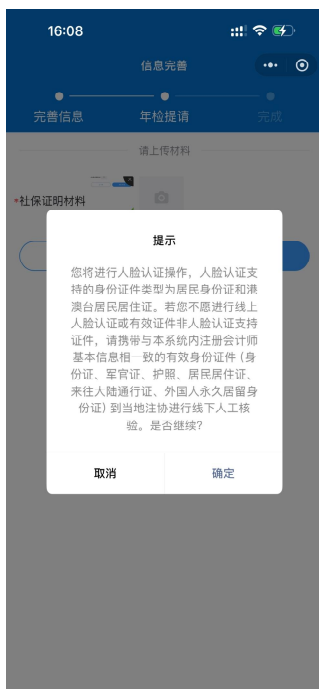 16:08
信息完善
完善信息
年检提请
完成
请上传材料
*社保证明材料
提示
您将进行人脸认证操作，人脸认证支
持的身份证件类型为居民身份证和港
澳台居民居住证。若您不愿进行线上
人脸认证或有效证件非人脸认证支持
证件，请携带与本系统内注册会计师
基本信息相一致的有效身份证件（身
份证、军官证、护照、居民居住证、
来往大陆通行证、外国人永久居留身
份证）到当地注协进行线下人工核
验。是否继续？
取消
确定